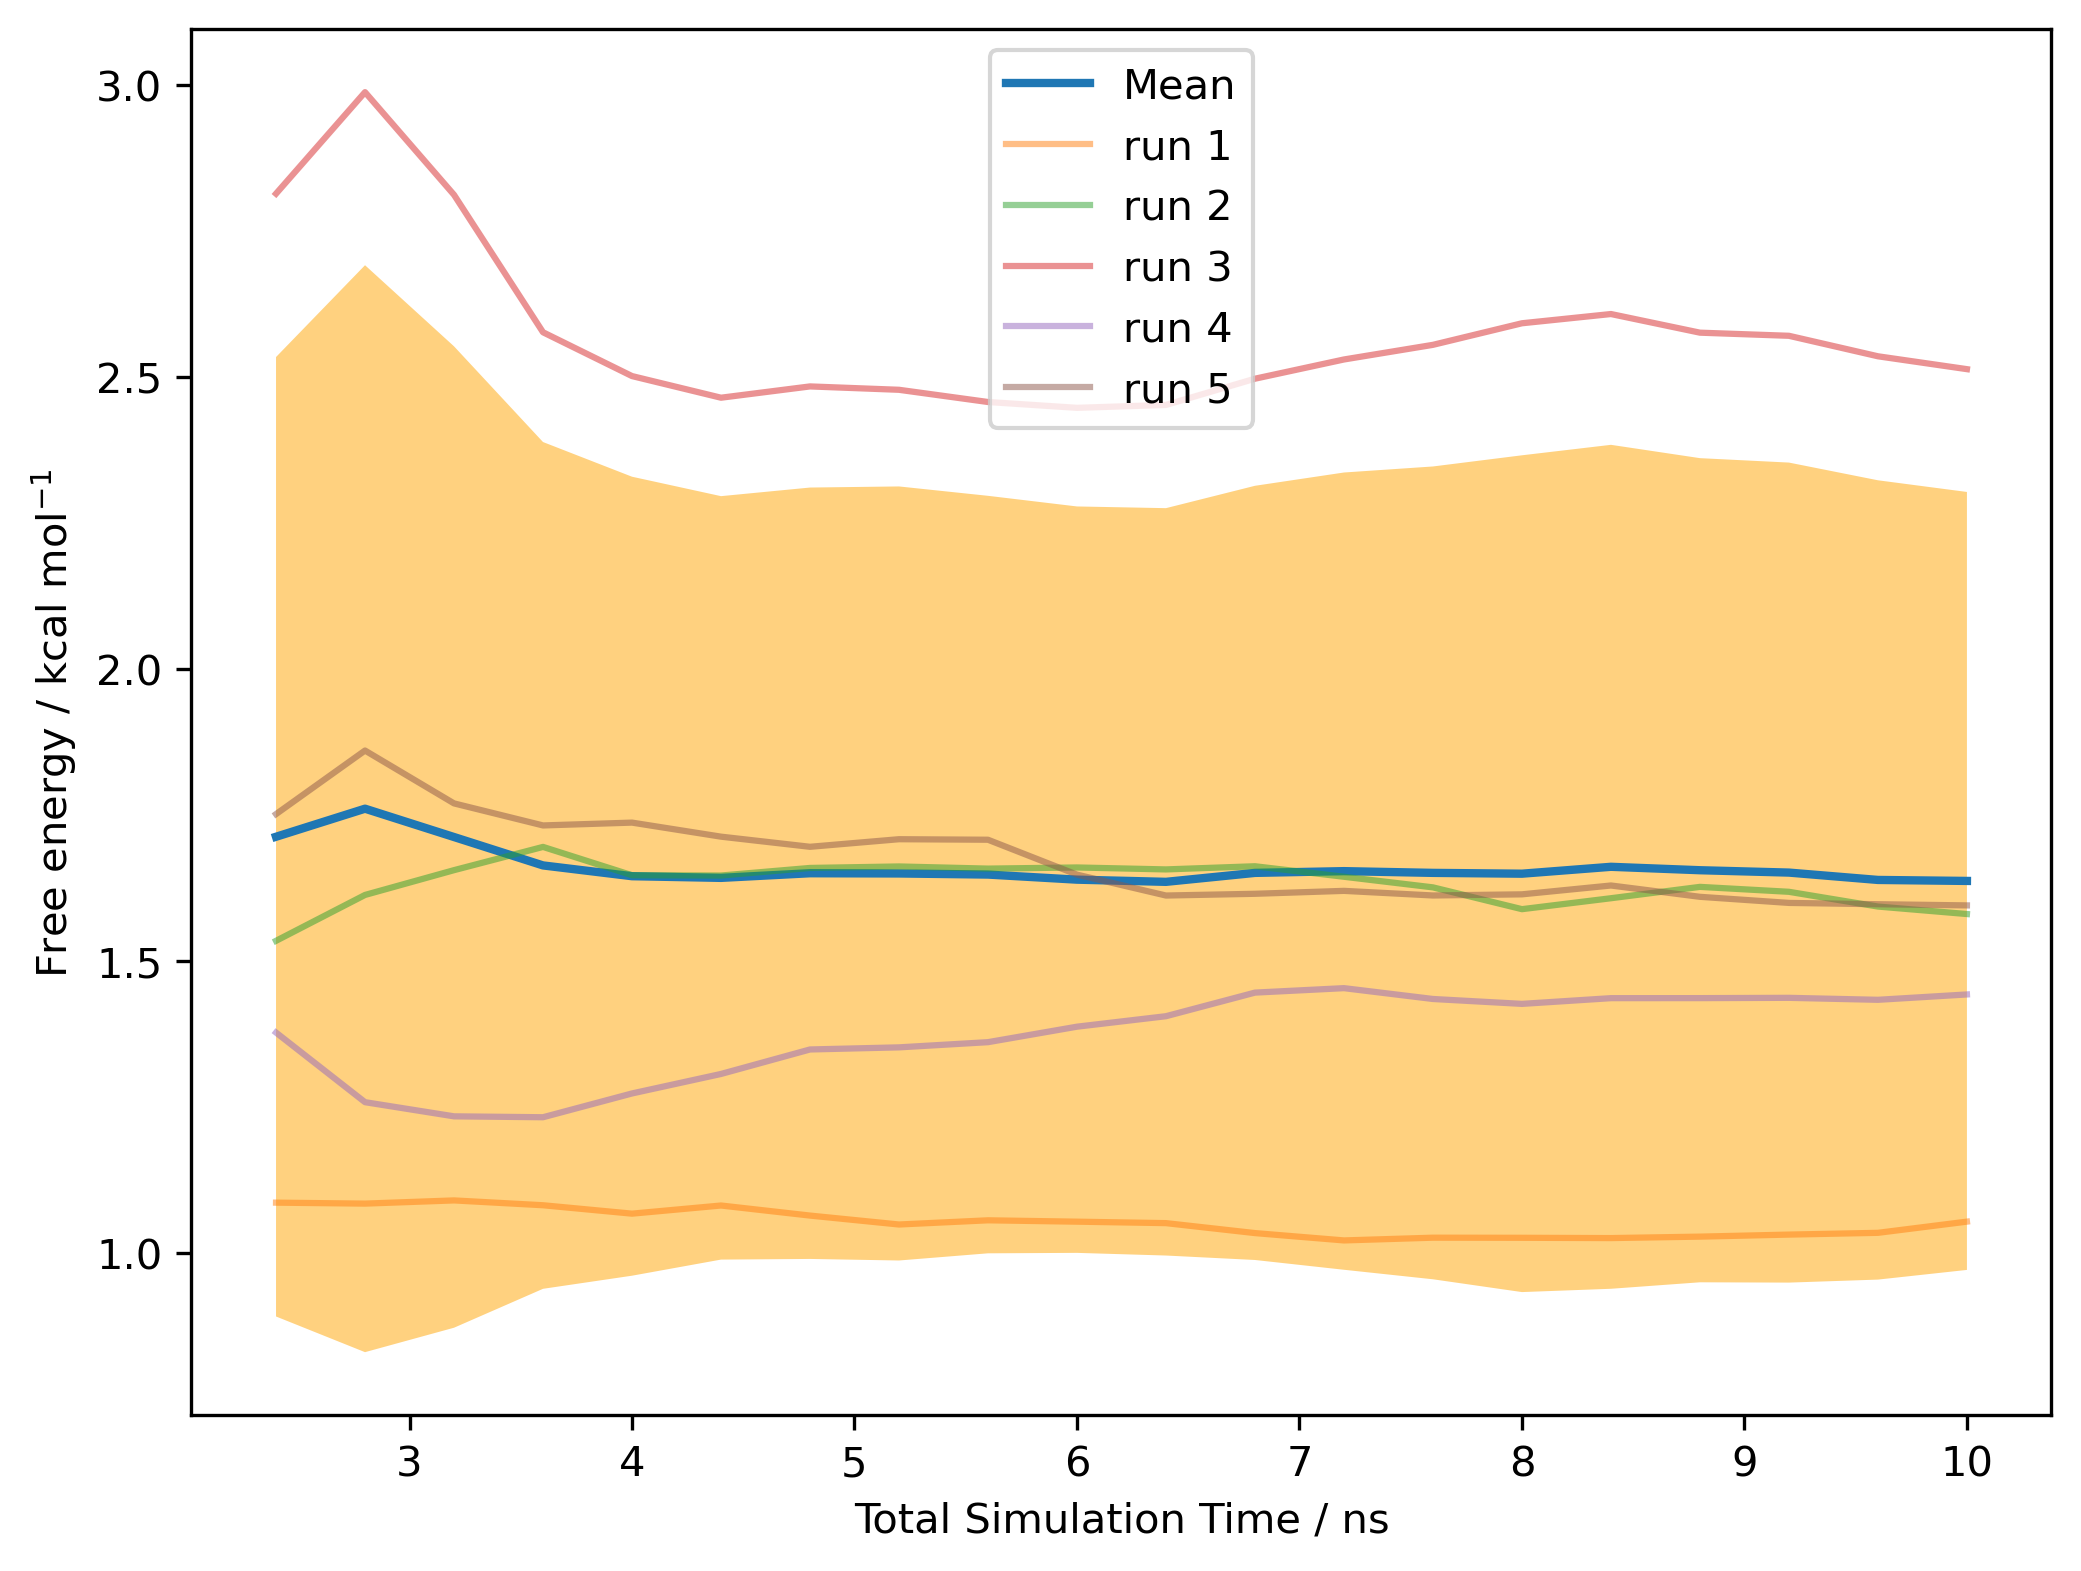 Mean
run 1
run 2
run 3
run 4
run 5
3.0
2.5
2.0
1.5
1.0
Free energy / kcal mol⁻¹
3 4 5 6 7 8 9 10
Total Simulation Time / ns